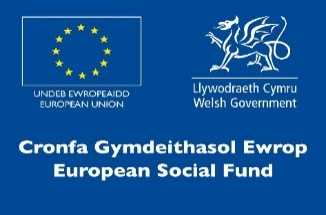 UNDEB EWROPEAIDD
EUROPEAN UNION
Llywodraeth Cymru
Welsh Government
Cronfa Gymdeithasol Ewrop
European Social Fund